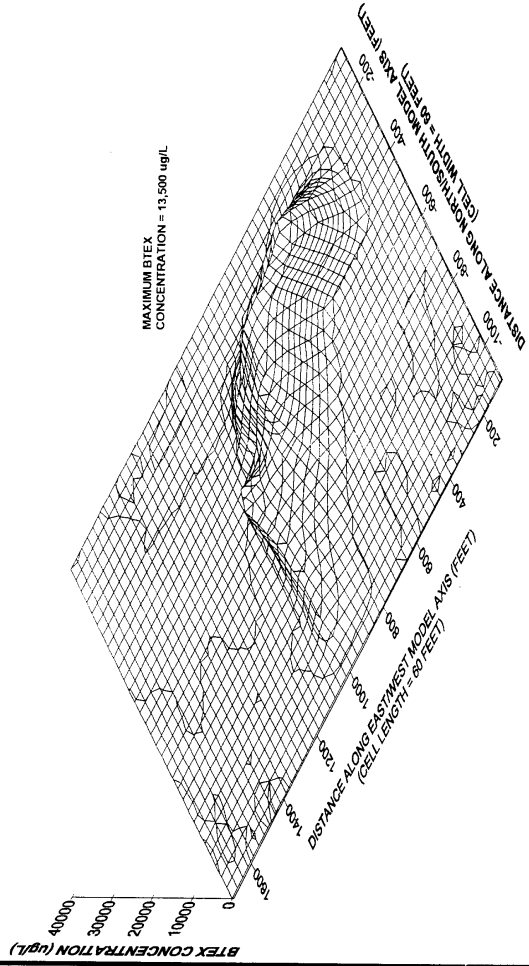 MAXIMUM BTEX
CONCENTRATION = 13,500 ug/L
BTEX CONCENTRATION (ug/L)
40000
30000
20000
10000
0
1600
1400
1200
1000
800
600
400
200
DISTANCE ALONG EAST/WEST MODEL AXIS (FEET)
(CELL LENGTH = 60 FEET)
-1000
-800
-600
-400
-200
DISTANCE ALONG NORTH/SOUTH MODEL AXIS (FEET)
(CELL WIDTH = 60 FEET)